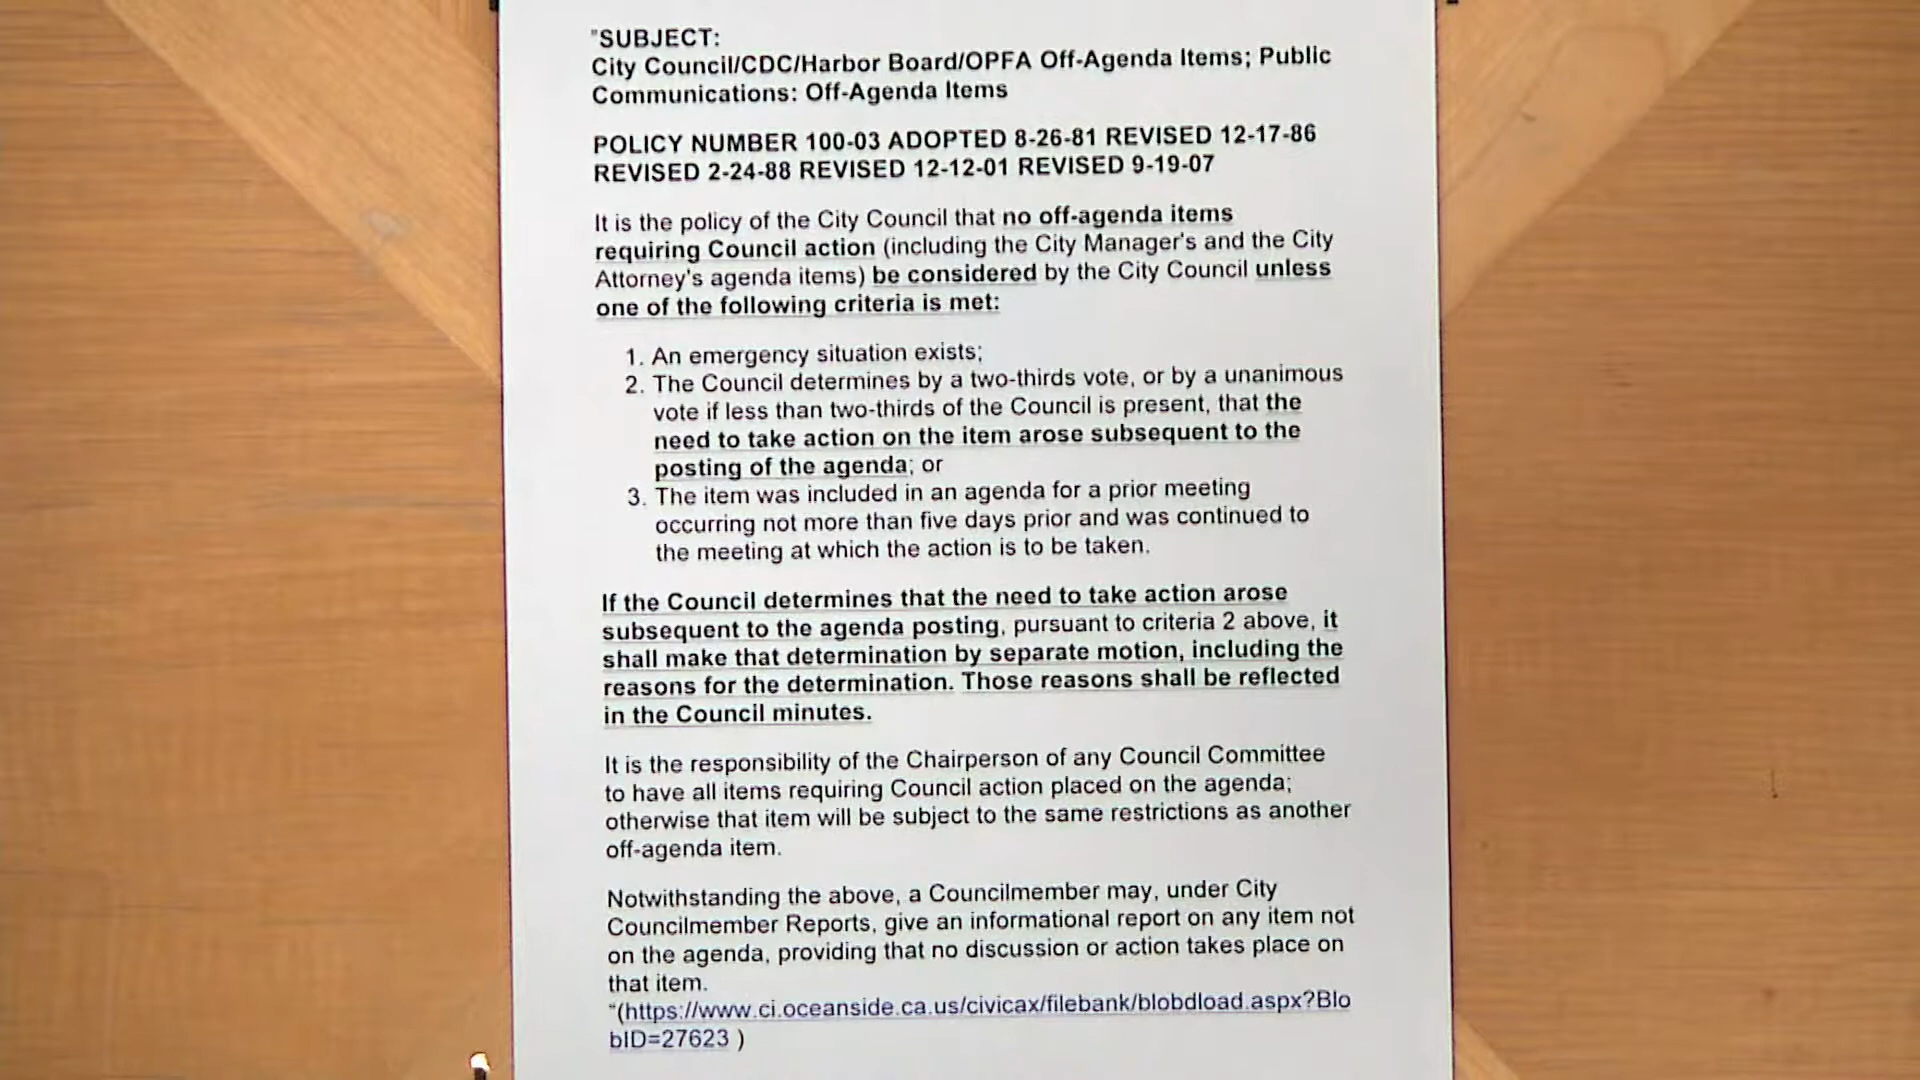 "SUBJECT:
City Council/CDC/Harbor Board/OPFA Off-Agenda Items; Public
Communications: Off-Agenda Items
POLICY NUMBER 100-03 ADOPTED 8-26-81 REVISED 12-17-86
REVISED 2-24-88 REVISED 12-12-01 REVISED 9-19-07
It is the policy of the City Council that no off-agenda items
requiring Council action (including the City Manager's and the City
Attorney's agenda items) be considered by the City Council unless
one of the following criteria is met:
1. An emergency situation exists;
2. The Council determines by a two-thirds vote, or by a unanimous
vote if less than two-thirds of the Council is present, that the
need to take action on the item arose subsequent to the
posting of the agenda; or
3. The item was included in an agenda for a prior meeting
occurring not more than five days prior and was continued to
the meeting at which the action is to be taken.
If the Council determines that the need to take action arose
subsequent to the agenda posting, pursuant to criteria 2 above, it
shall make that determination by separate motion, including the
reasons for the determination. Those reasons shall be reflected
in the Council minutes.
It is the responsibility of the Chairperson of any Council Committee
to have all items requiring Council action placed on the agenda;
otherwise that item will be subject to the same restrictions as another
off-agenda item.
Notwithstanding the above, a Councilmember may, under City
Councilmember Reports, give an informational report on any item not
on the agenda, providing that no discussion or action takes place on
that item.
"(https://www.ci.oceanside.ca.us/civicax/filebank/blobdload.aspx?Blo
bID=27623 )